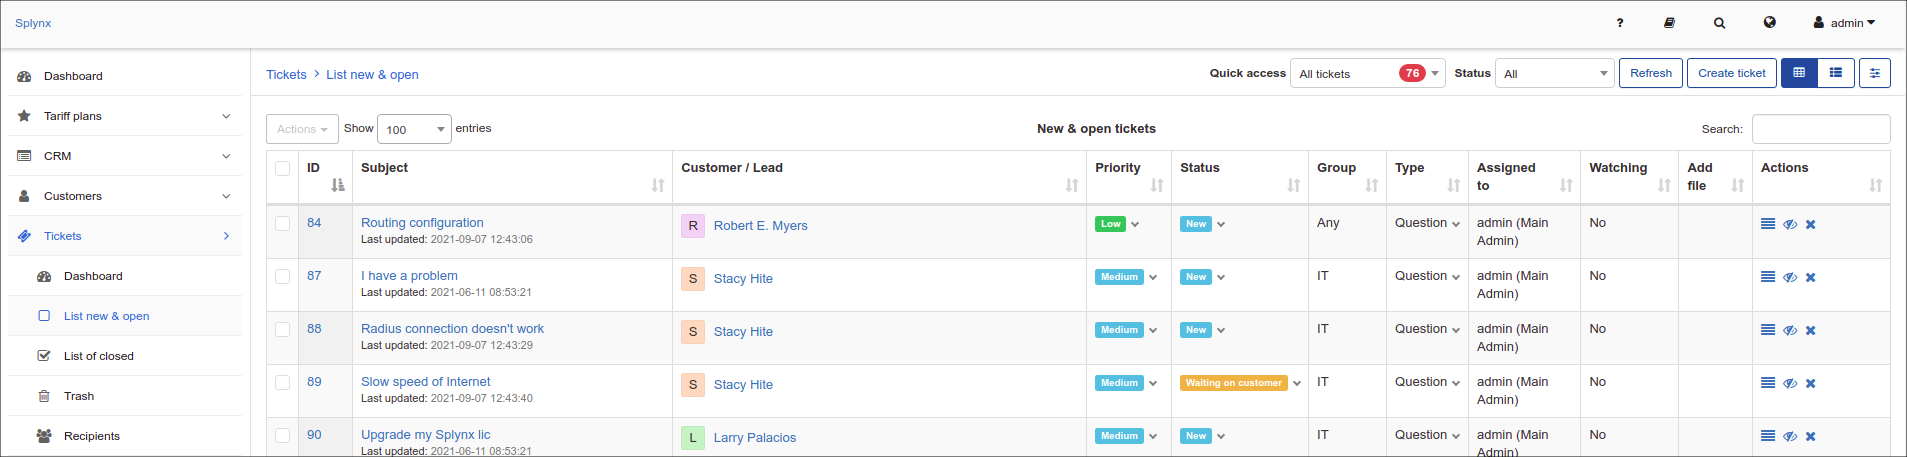 Splynx
? admin
Dashboard
Tariff plans
CRM
Customers
Tickets
Dashboard
List new & open
List of closed
Trash
Recipients
Tickets > List new & open
Quick access All tickets 76 Status All Refresh Create ticket
Actions Show 100 entries
New & open tickets
Search:
ID Subject Customer / Lead Priority Status Group Type Assigned to Watching Add file Actions
84 Routing configuration R Robert E. Myers Low New Any Question admin (Main No
Last updated: 2021-09-07 12:43:06 Admin)
87 I have a problem S Stacy Hite Medium New IT Question admin (Main No
Last updated: 2021-06-11 08:53:21 Admin)
88 Radius connection doesn't work S Stacy Hite Medium New IT Question admin (Main No
Last updated: 2021-09-07 12:43:29 Admin)
89 Slow speed of Internet S Stacy Hite Medium Waiting on customer IT Question admin (Main No
Last updated: 2021-09-07 12:43:40 Admin)
90 Upgrade my Splynx lic L Larry Palacios Medium New IT Question admin (Main No
Last updated: 2021-06-11 08:53:21 Admin)